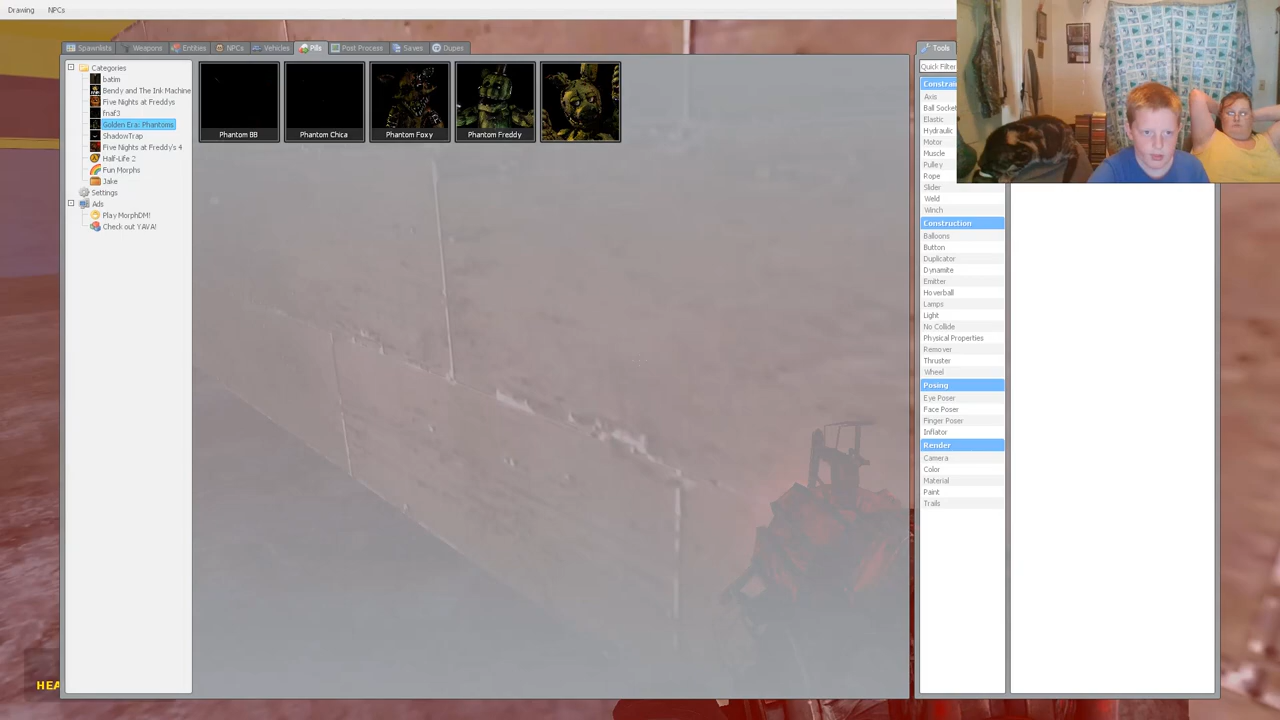 Drawing NPCs
Spawnlists Weapons Entities NPCs Vehicles Pills Post Process Saves Dupes
Categories
batim
Bendy and The Ink Machine
Five Nights at Freddys
fnaf3
Golden Era: Phantoms
ShadowTrap
Five Nights at Freddy's 4
Half-Life 2
Fun Morphs
Jake
Settings
Ads
Play MorphDM!
Check out YAVA!
Phantom BB
Phantom Chica
Phantom Foxy
Phantom Freddy
Tools
Quick Filter
Constrain
Axis
Ball Socket
Elastic
Hydraulic
Motor
Muscle
Pulley
Rope
Slider
Weld
Winch
Construction
Balloons
Button
Duplicator
Dynamite
Emitter
Hoverball
Lamps
Light
No Collide
Physical Properties
Remover
Thruster
Wheel
Posing
Eye Poser
Face Poser
Finger Poser
Inflator
Render
Camera
Color
Material
Paint
Trails
HEA